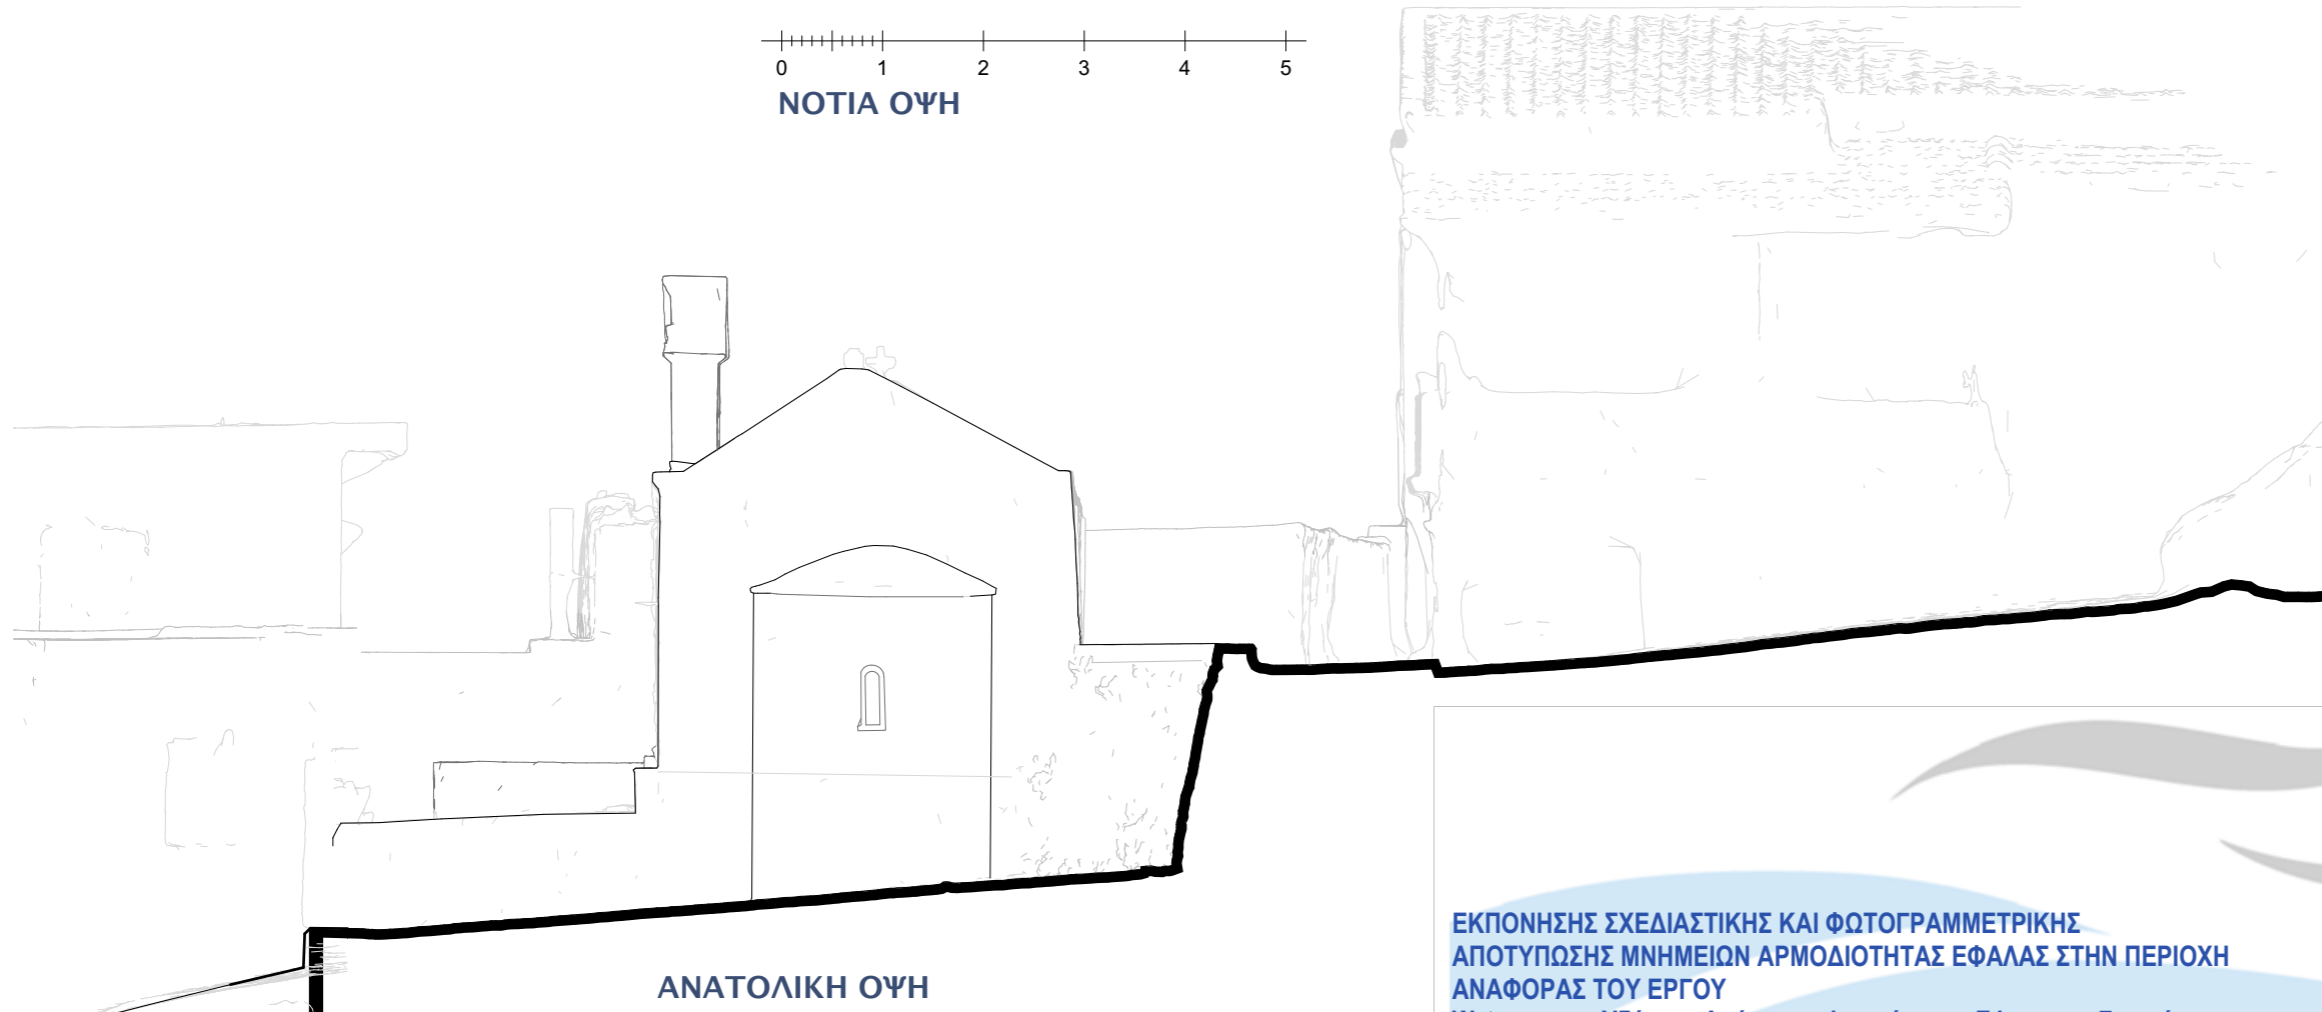 0 1 2 3 4 5
ΝΟΤΙΑ ΟΨΗ
ΑΝΑΤΟΛΙΚΗ ΟΨΗ
ΕΚΠΟΝΗΣΗΣ ΣΧΕΔΙΑΣΤΙΚΗΣ ΚΑΙ ΦΩΤΟΓΡΑΜΜΕΤΡΙΚΗΣ
ΑΠΟΤΥΠΩΣΗΣ ΜΝΗΜΕΙΩΝ ΑΡΜΟΔΙΟΤΗΤΑΣ ΕΦΑΛΑΣ ΣΤΗΝ ΠΕΡΙΟΧΗ
ΑΝΑΦΟΡΑΣ ΤΟΥ ΕΡΓΟΥ